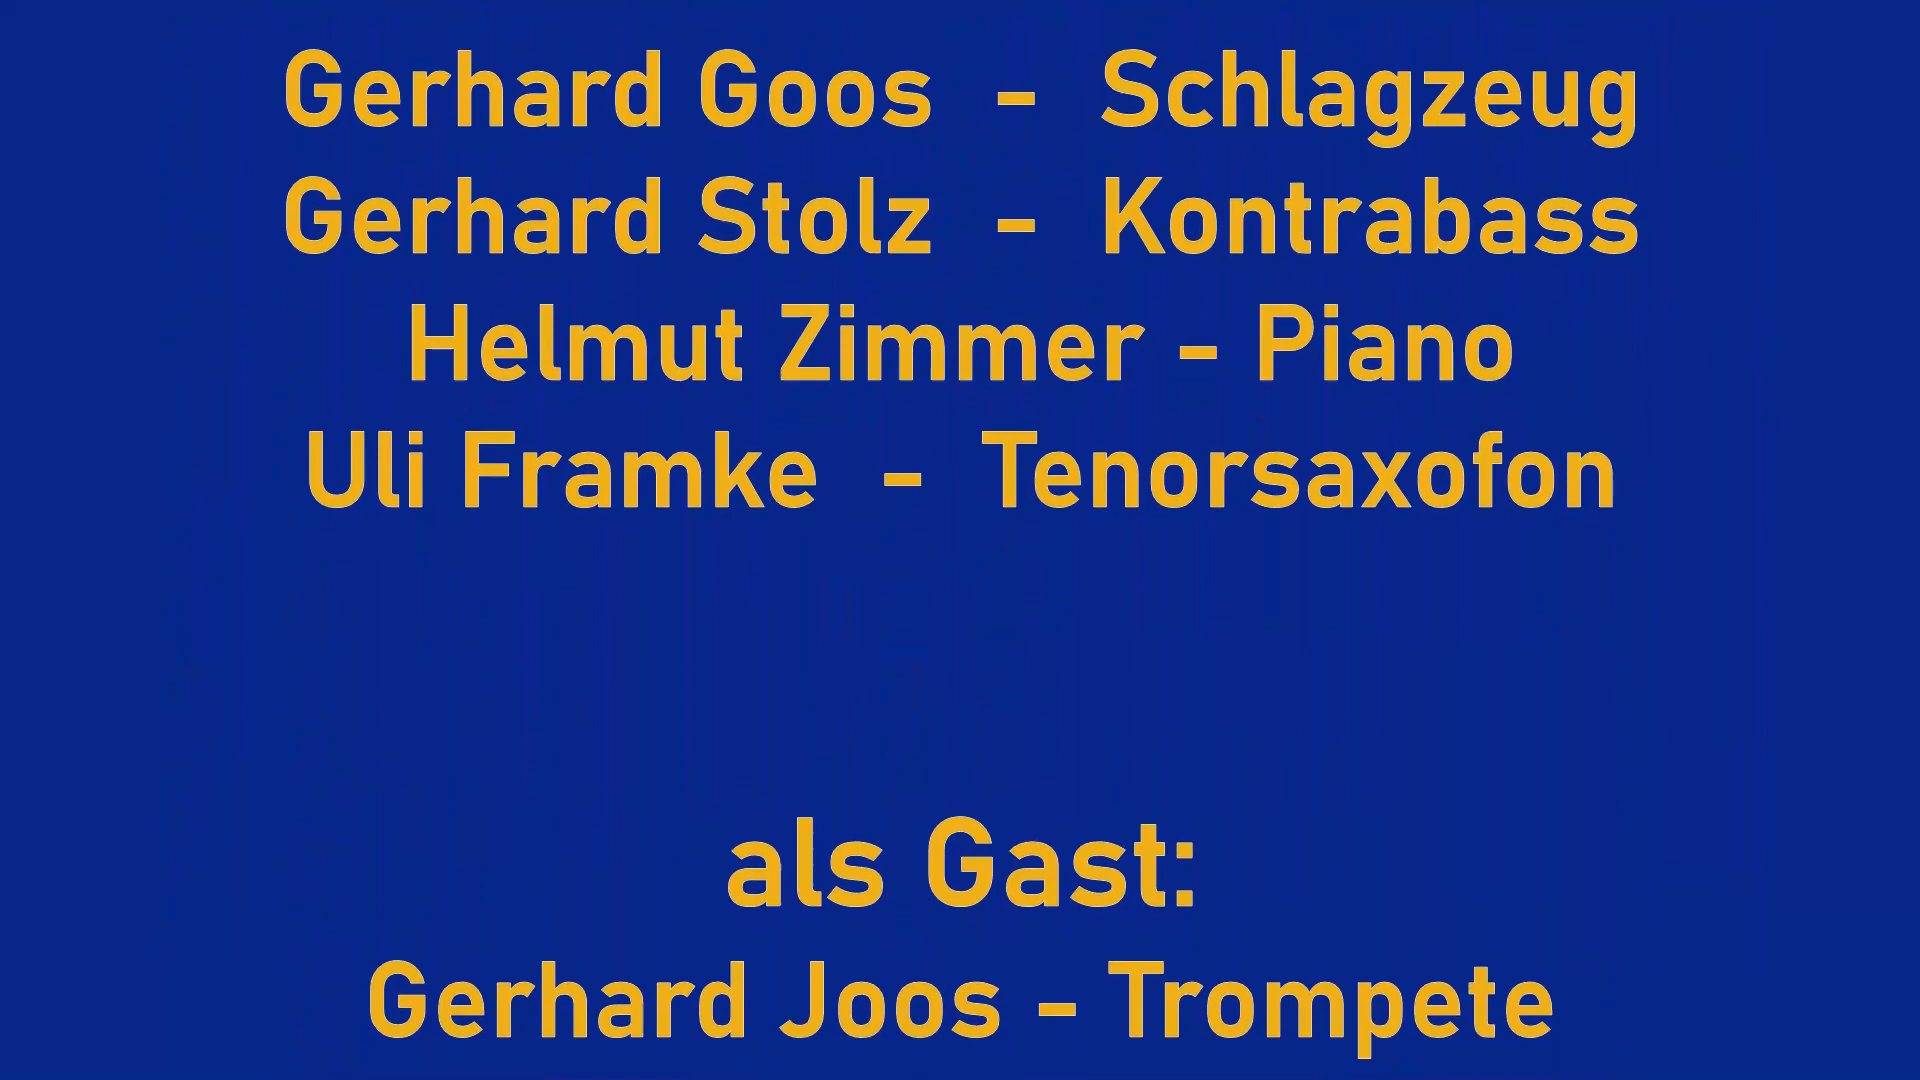 Gerhard Goos - Schlagzeug
Gerhard Stolz - Kontrabass
Helmut Zimmer - Piano
Uli Framke - Tenorsaxofon
als Gast:
Gerhard Joos - Trompete